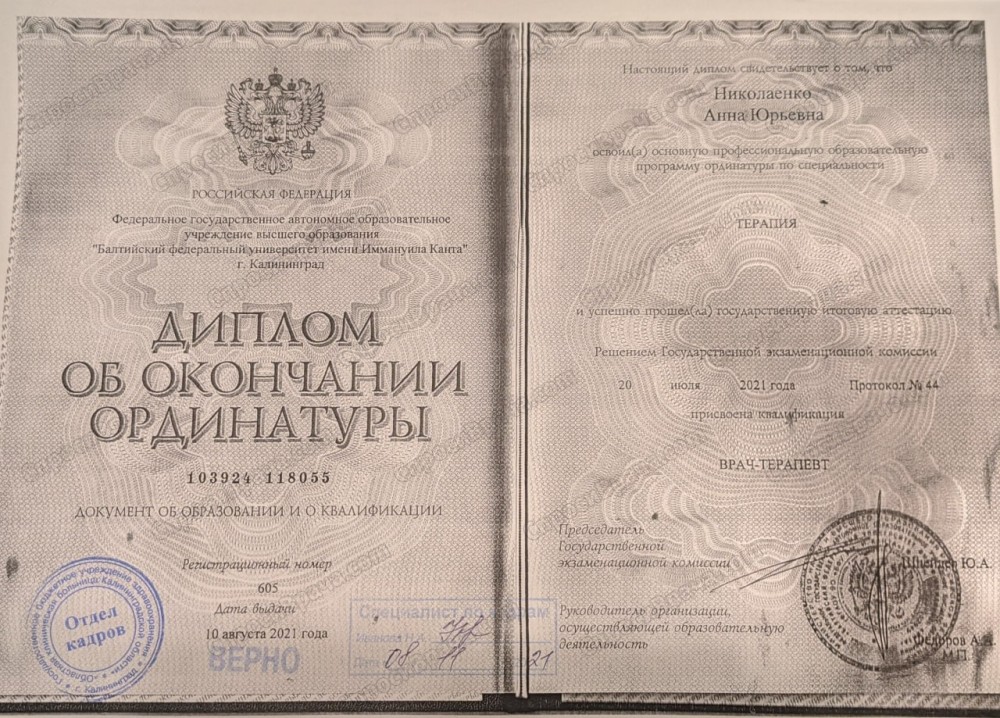 РОССИЙСКАЯ ФЕДЕРАЦИЯ
Федеральное государственное автономное образовательное
учреждение высшего образования
"Балтийский федеральный университет имени Иммануила Канта"
г. Калининград
ДИПЛОМ
ОБ ОКОНЧАНИИ
ОРДИНАТУРЫ
103924 118055
ДОКУМЕНТ ОБ ОБРАЗОВАНИИ И О КВАЛИФИКАЦИИ
Регистрационный номер
605
Дата выдачи
10 августа 2021 года
Отдел
кадров
ВЕРНО
Специалист по кадрам
Дата 08 11 21
Настоящий диплом свидетельствует о том, что
Николаенко
Анна Юрьевна
освоил(а) основную профессиональную образовательную
программу ординатуры по специальности
ТЕРАПИЯ
и успешно прошел(ла) государственную итоговую аттестацию
Решением Государственной экзаменационной комиссии
20 июля 2021 года Протокол № 44
присвоена квалификация
ВРАЧ-ТЕРАПЕВТ
Председатель
Государственной
экзаменационной комиссии
Ю.А.
Руководитель организации,
осуществляющей образовательную
деятельность
Федоров А.
М.П.